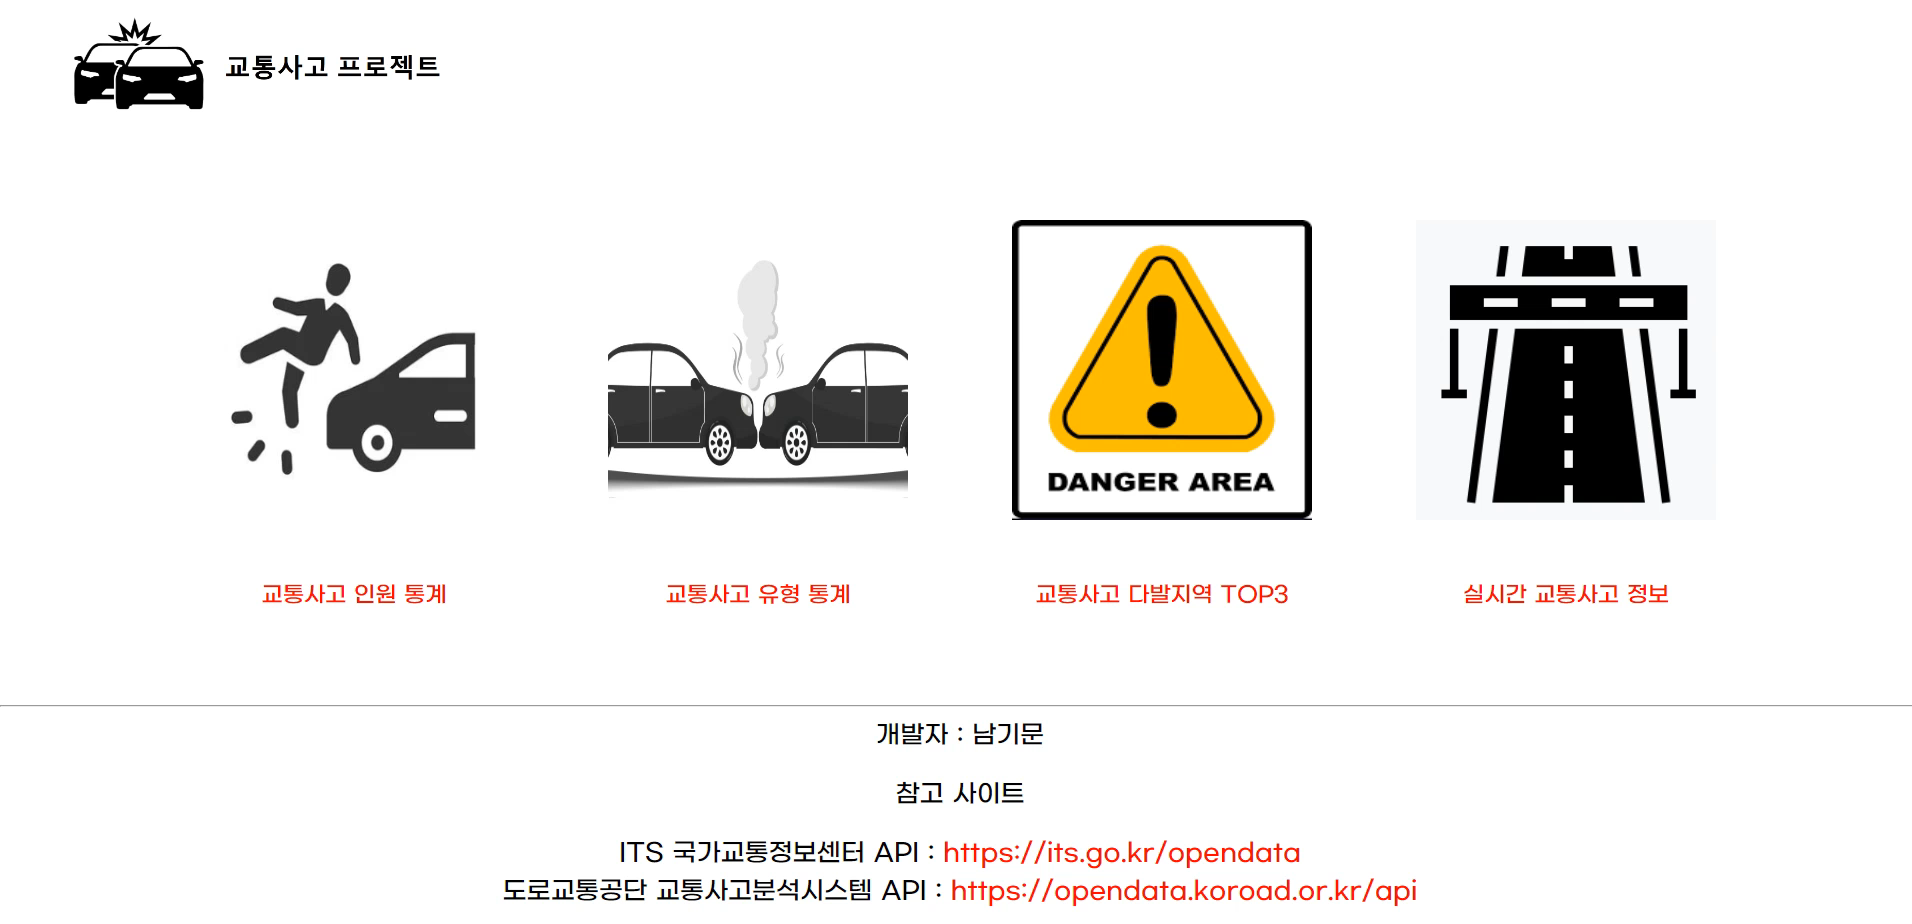 교통사고 프로젝트
DANGER AREA
교통사고 인원 통계
교통사고 유형 통계
교통사고 다발지역 TOP3
실시간 교통사고 정보
개발자 : 남기문
참고 사이트
ITS 국가교통정보센터 API : https://its.go.kr/opendata
도로교통공단 교통사고분석시스템 API : https://opendata.koroad.or.kr/api